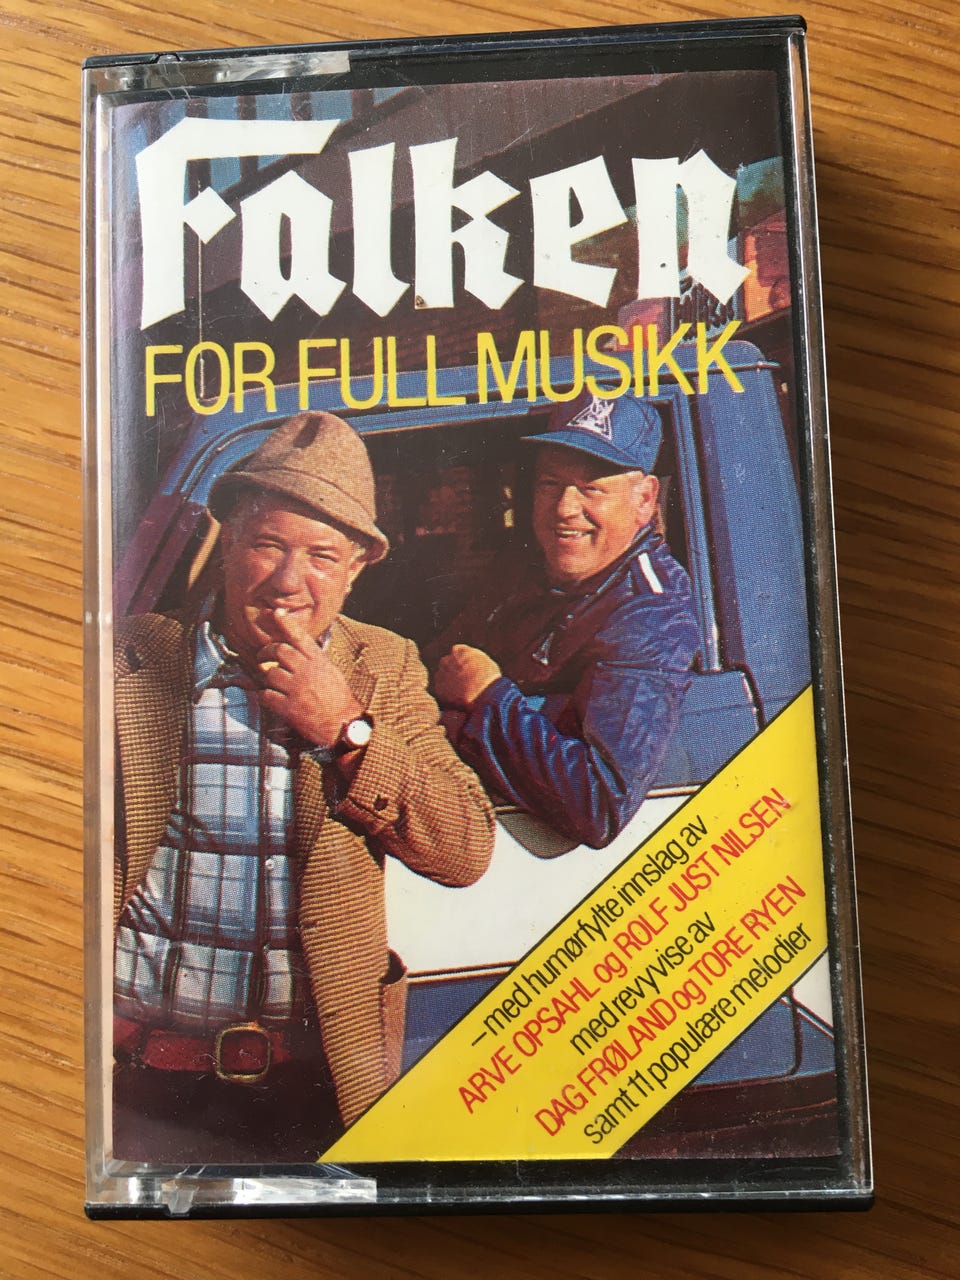 Falken
FOR FULL MUSIKK
– med humørfylte innslag av
ARVE OPSAHL og ROLF JUST NILSEN
med revyvise av
DAG FRØLAND og TORE RYEN
samt 11 populære melodier